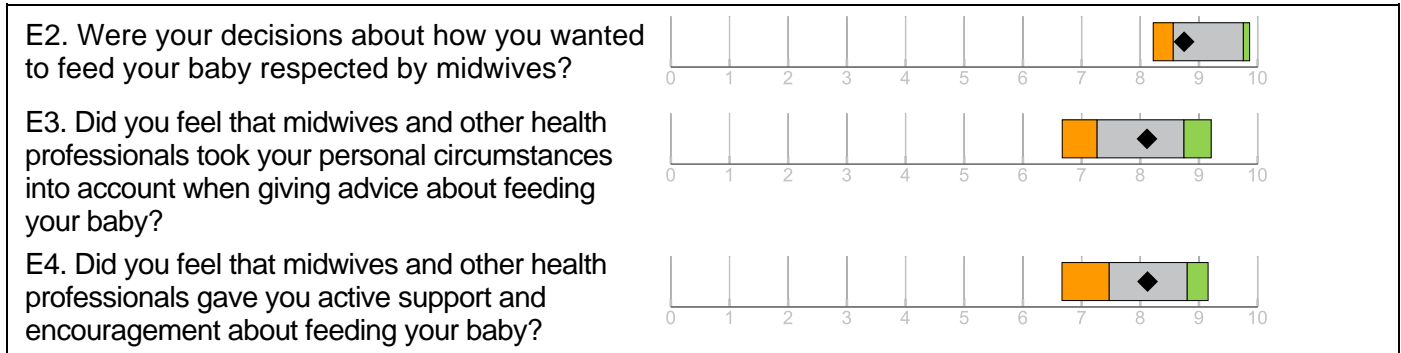 E2. Were your decisions about how you wanted
to feed your baby respected by midwives?
0 1 2 3 4 5 6 7 8 9 10
E3. Did you feel that midwives and other health
professionals took your personal circumstances
into account when giving advice about feeding
your baby?
0 1 2 3 4 5 6 7 8 9 10
E4. Did you feel that midwives and other health
professionals gave you active support and
encouragement about feeding your baby?
0 1 2 3 4 5 6 7 8 9 10